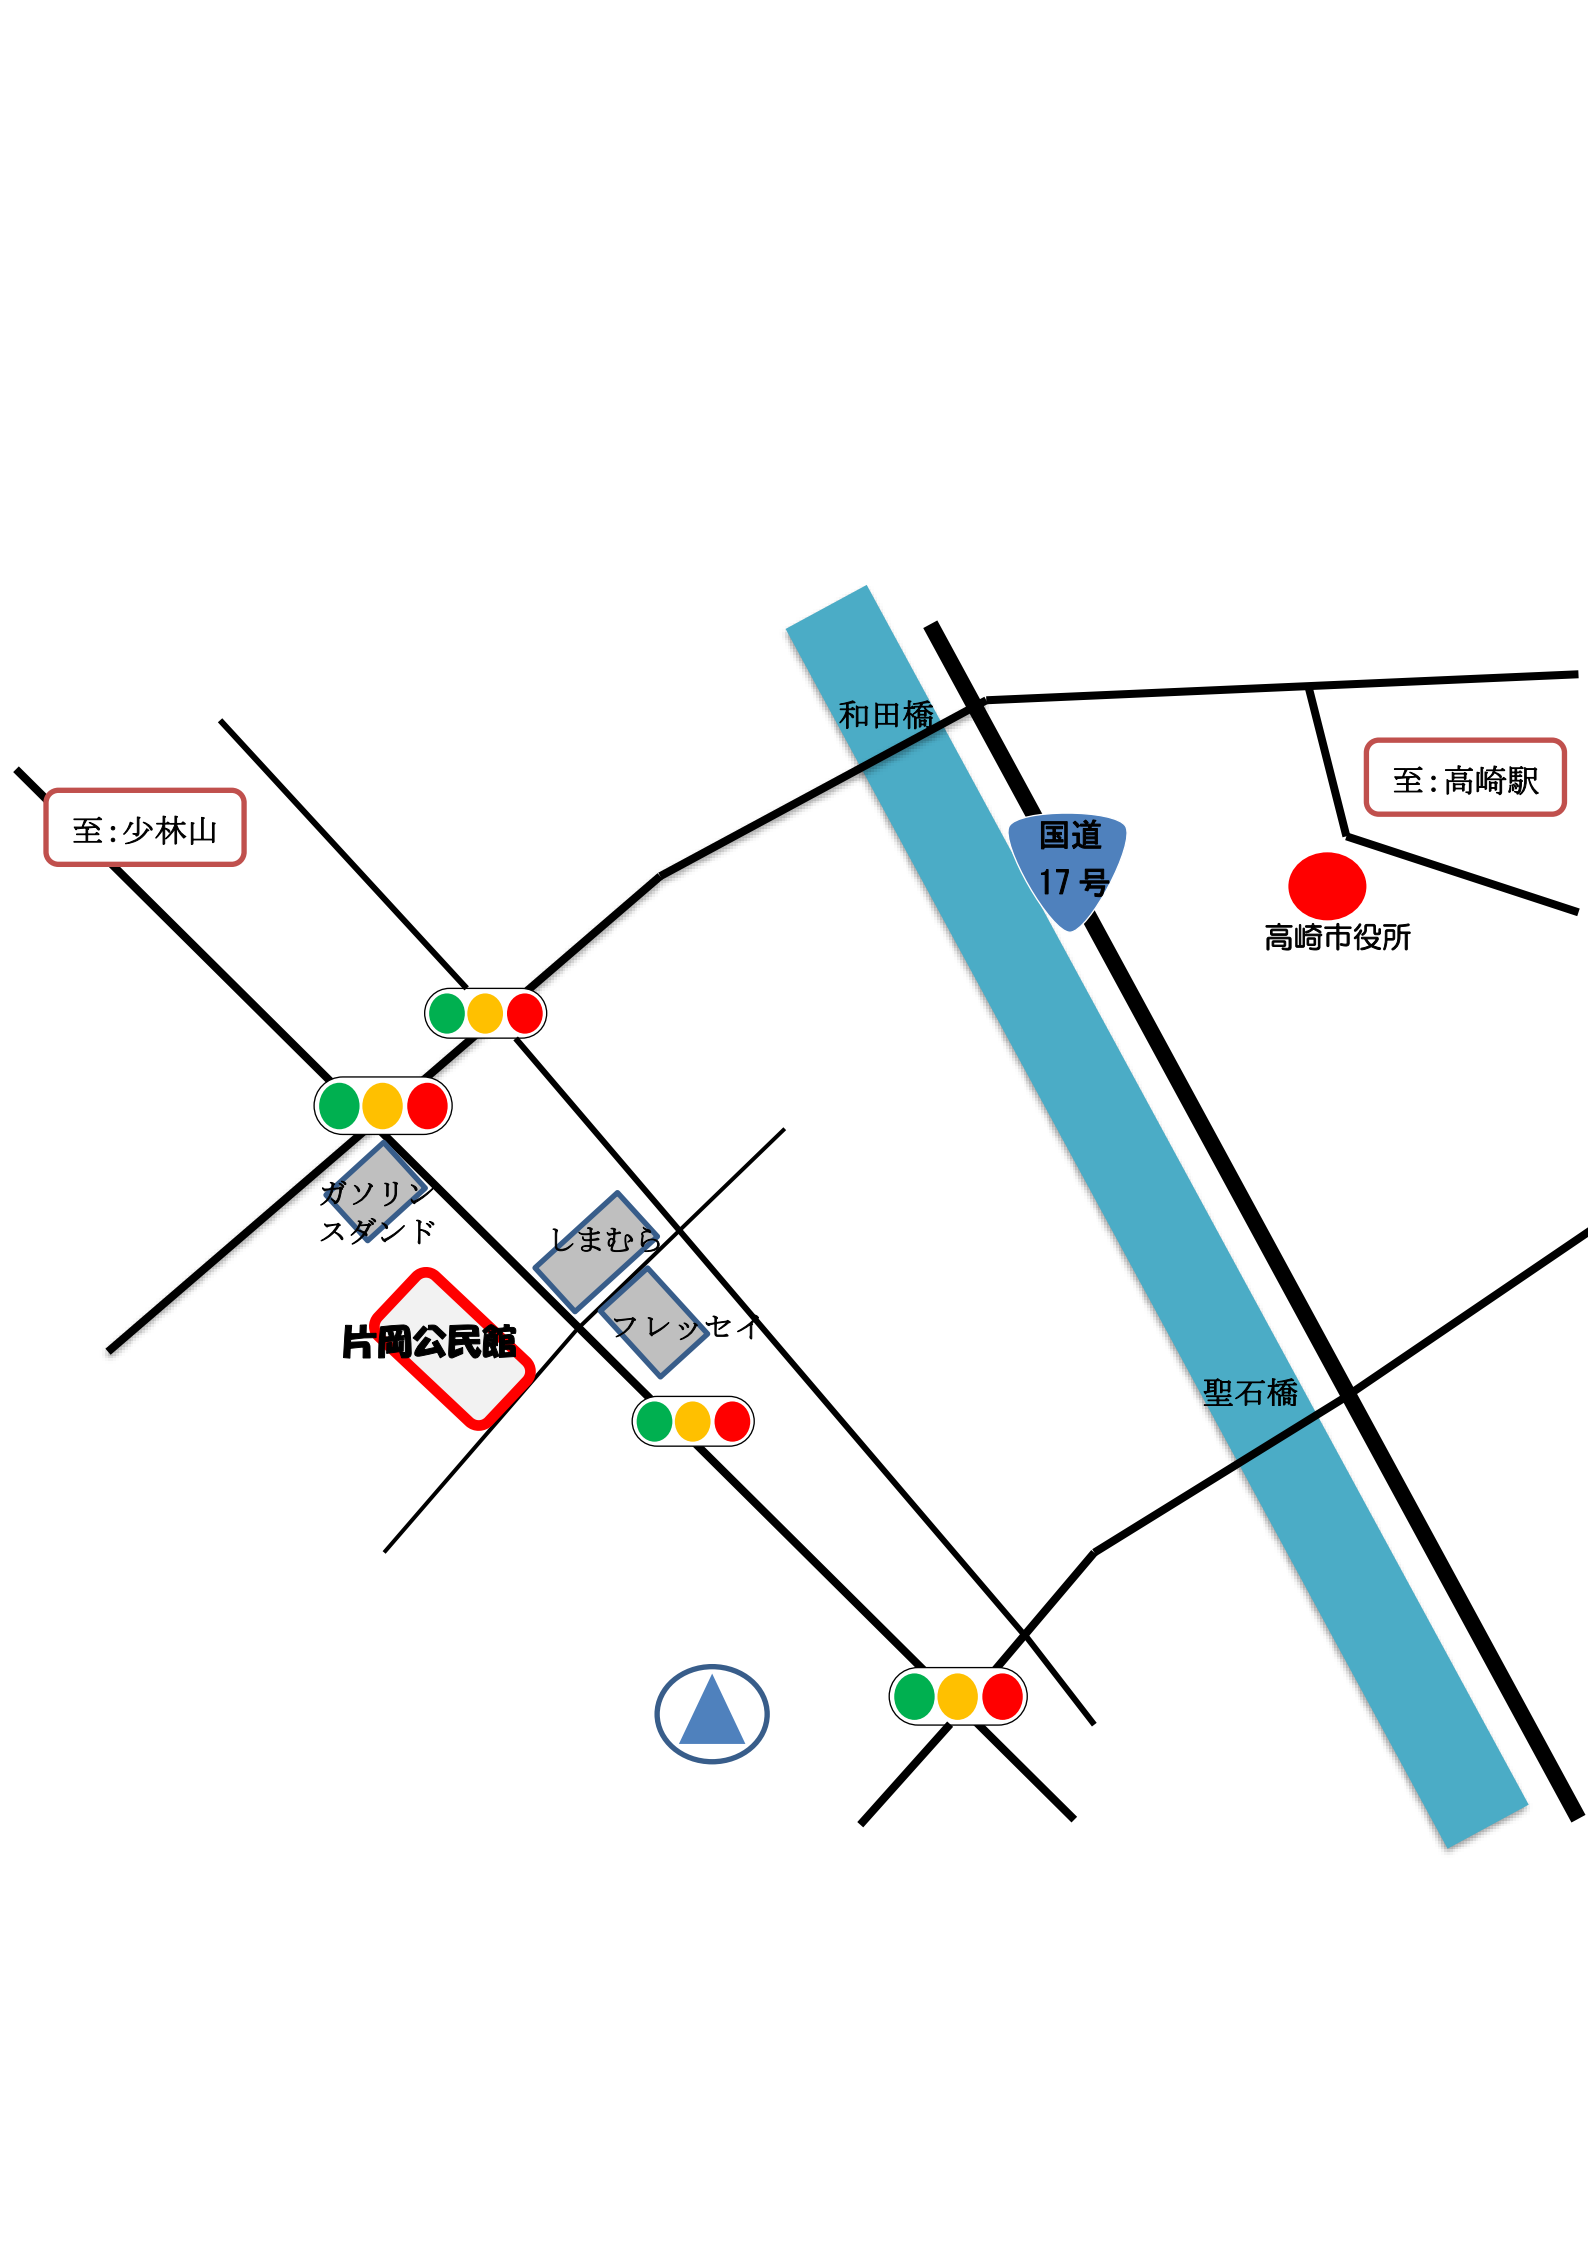 和田橋
至：高崎駅
至：少林山
国道
17号
高崎市役所
ガソリン
スダンド
しまむら
フレッセイ
片岡公民館
聖石橋